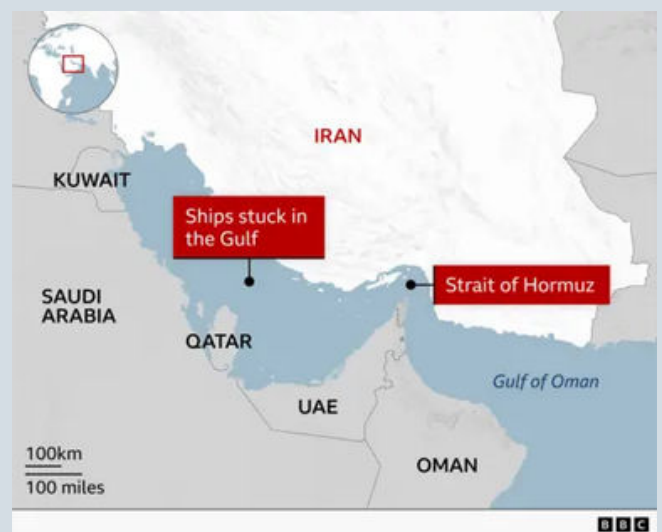 IRAN
KUWAIT
Ships stuck in
the Gulf
Strait of Hormuz
SAUDI
ARABIA
QATAR
Gulf of Oman
UAE
OMAN
100km
100 miles
BBC